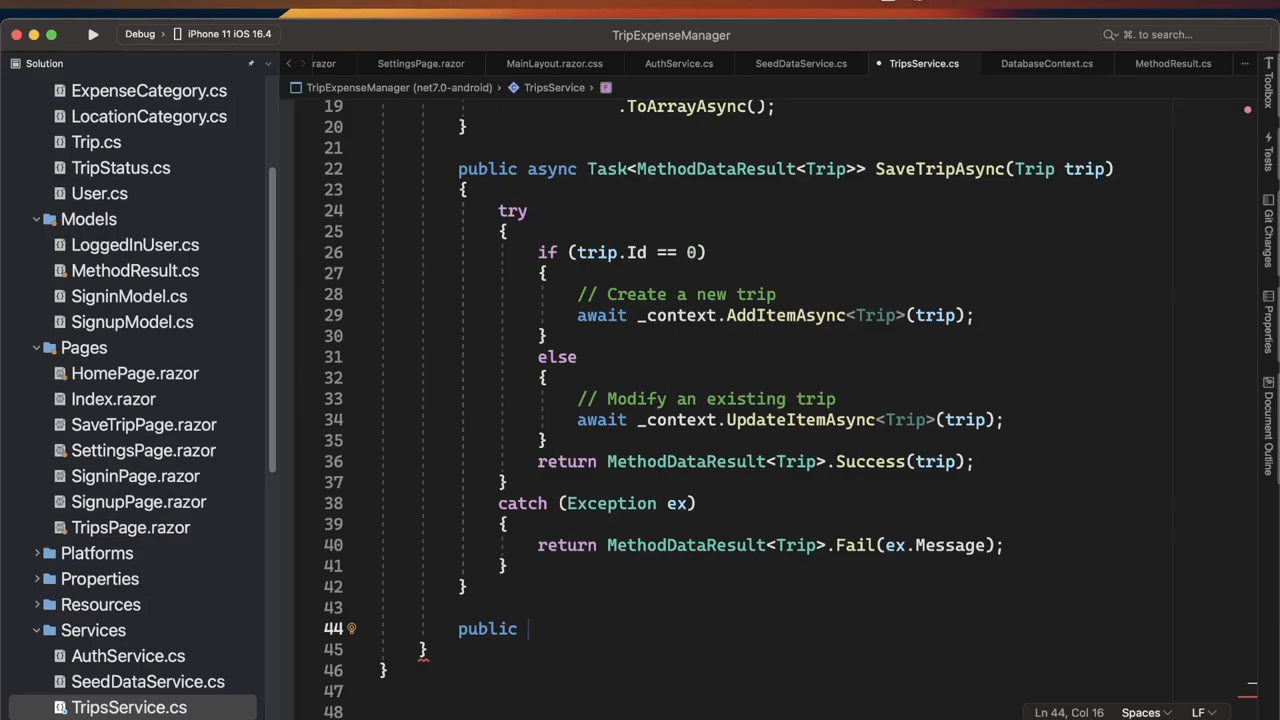 Debug › iPhone 11 iOS 16.4
TripExpenseManager
⌘. to search...
Solution
razor
SettingsPage.razor
MainLayout.razor.css
AuthService.cs
SeedDataService.cs
TripsService.cs
DatabaseContext.cs
MethodResult.cs
TripExpenseManager (net7.0-android) › TripsService ›
ExpenseCategory.cs
LocationCategory.cs
Trip.cs
TripStatus.cs
User.cs
Models
LoggedInUser.cs
MethodResult.cs
SigninModel.cs
SignupModel.cs
Pages
HomePage.razor
Index.razor
SaveTripPage.razor
SettingsPage.razor
SigninPage.razor
SignupPage.razor
TripsPage.razor
Platforms
Properties
Resources
Services
AuthService.cs
SeedDataService.cs
TripsService.cs
19 .ToArrayAsync();
20 }
21
22 public async Task<MethodDataResult<Trip>> SaveTripAsync(Trip trip)
23 {
24 try
25 {
26 if (trip.Id == 0)
27 {
28 // Create a new trip
29 await _context.AddItemAsync<Trip>(trip);
30 }
31 else
32 {
33 // Modify an existing trip
34 await _context.UpdateItemAsync<Trip>(trip);
35 }
36 return MethodDataResult<Trip>.Success(trip);
37 }
38 catch (Exception ex)
39 {
40 return MethodDataResult<Trip>.Fail(ex.Message);
41 }
42 }
43
44 public
45 }
46 }
47
48
Toolbox
Tests
Git Changes
Properties
Document Outline
Ln 44, Col 16 Spaces LF